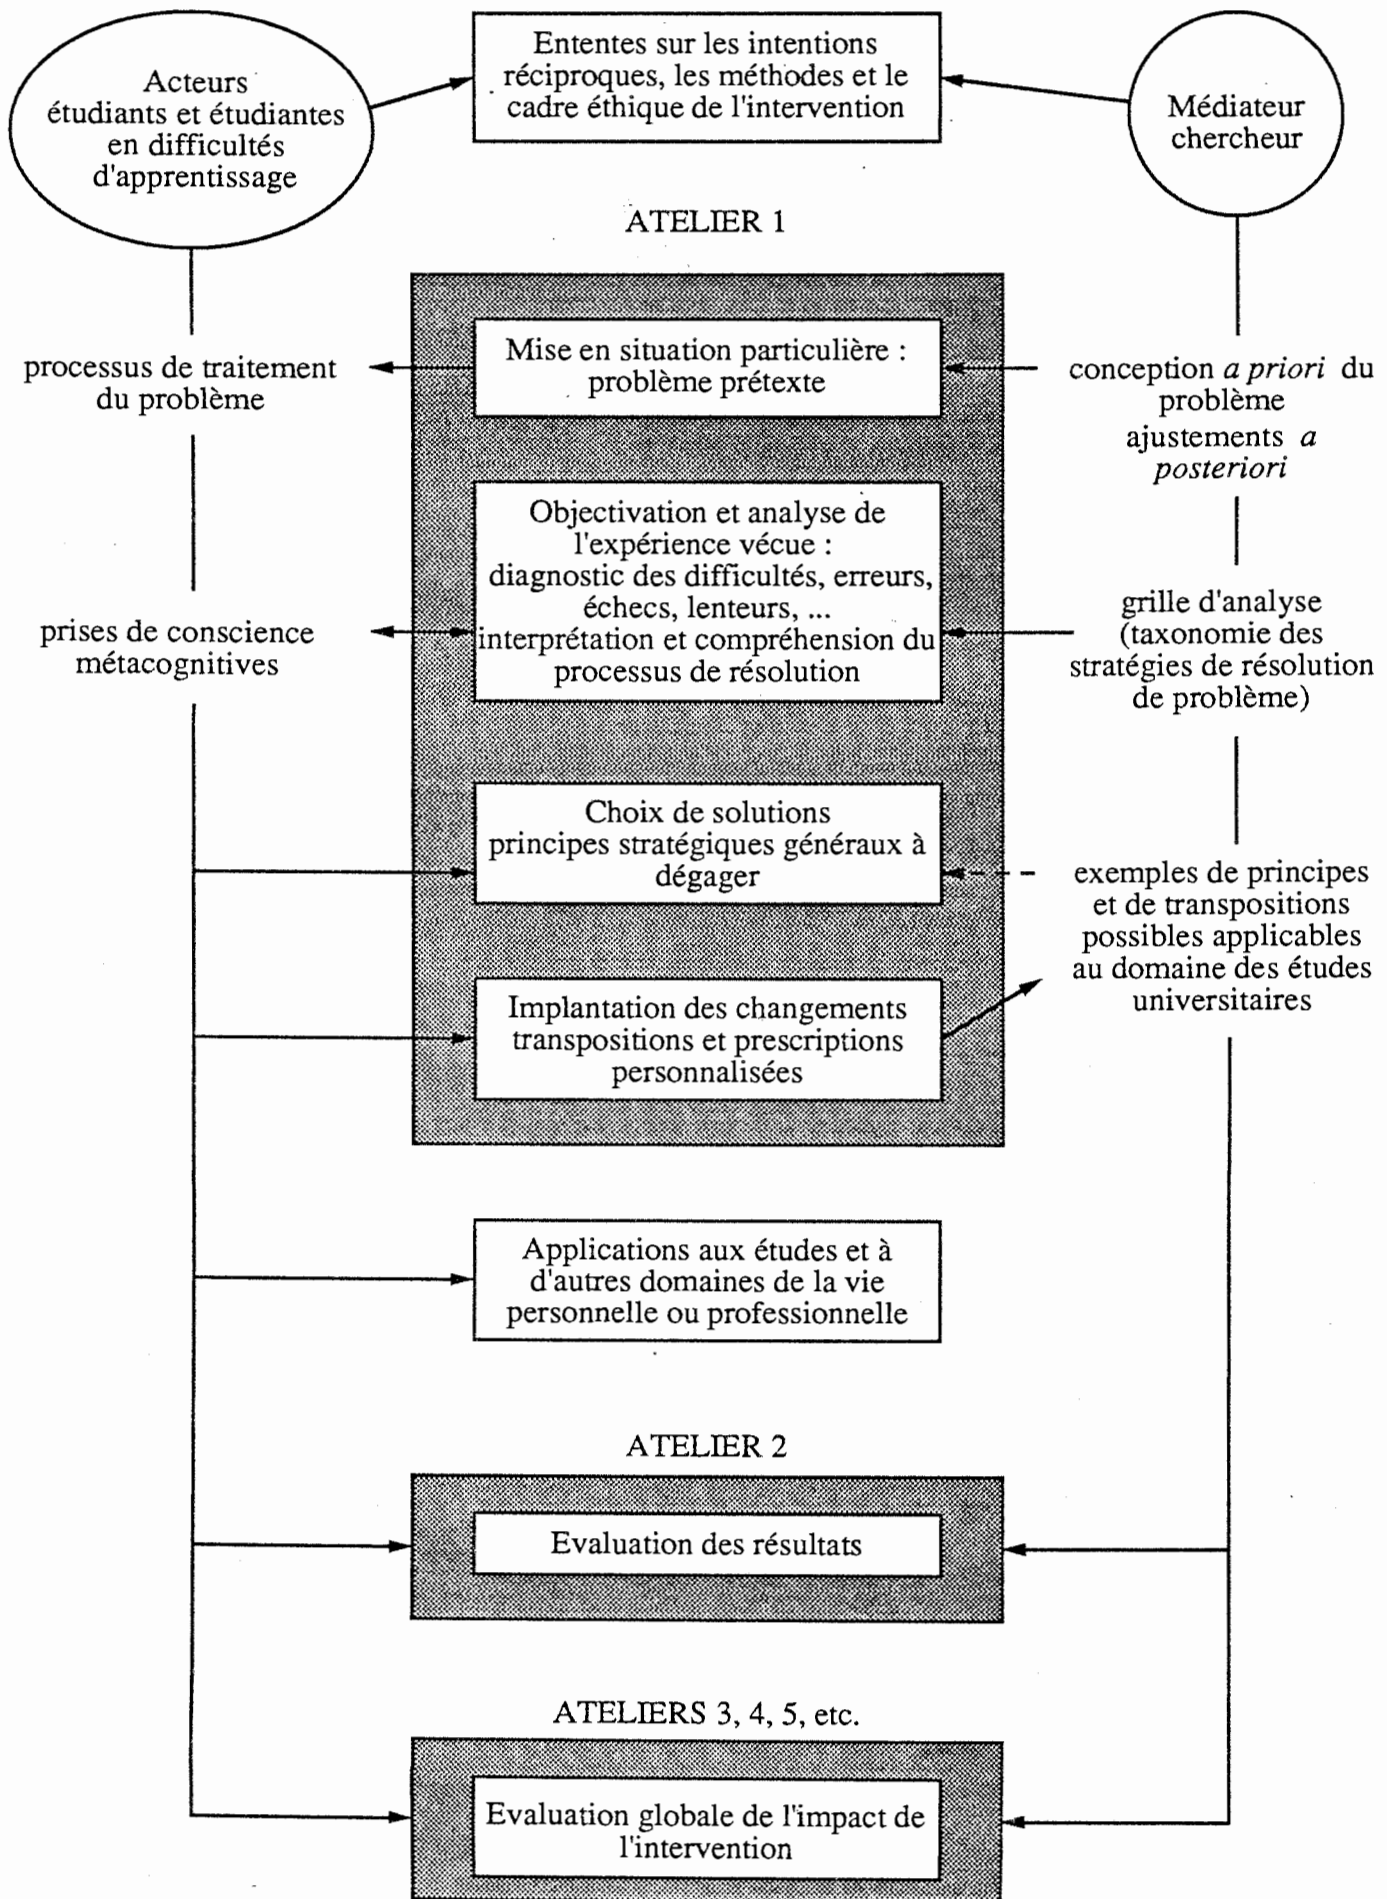 Acteurs
étudiants et étudiantes
en difficultés
d'apprentissage
Ententes sur les intentions
réciproques, les méthodes et le
cadre éthique de l'intervention
Médiateur
chercheur
ATELIER 1
processus de traitement
du problème
Mise en situation particulière :
problème prétexte
conception a priori du
problème
ajustements a
posteriori
prises de conscience
métacognitives
Objectivation et analyse de
l'expérience vécue :
diagnostic des difficultés, erreurs,
échecs, lenteurs, ...
interprétation et compréhension du
processus de résolution
grille d'analyse
(taxonomie des
stratégies de résolution
de problème)
Choix de solutions
principes stratégiques généraux à
dégager
exemples de principes
et de transpositions
possibles applicables
au domaine des études
universitaires
Implantation des changements
transpositions et prescriptions
personnalisées
Applications aux études et à
d'autres domaines de la vie
personnelle ou professionnelle
ATELIER 2
Evaluation des résultats
ATELIERS 3, 4, 5, etc.
Evaluation globale de l'impact de
l'intervention